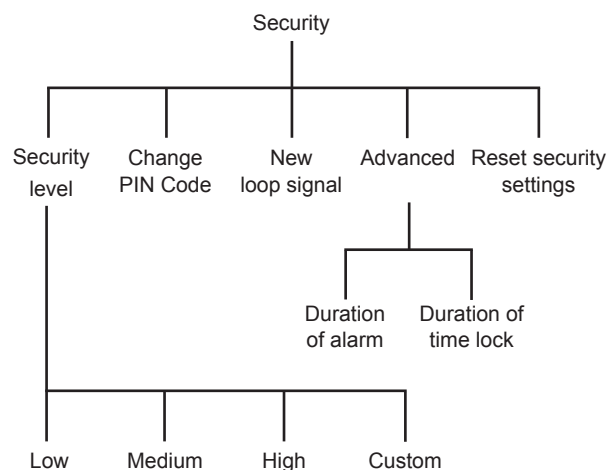 Security
Security
level
Change
PIN Code
New
loop signal
Advanced
Reset security
settings
Duration
of alarm
Duration of
time lock
Low
Medium
High
Custom